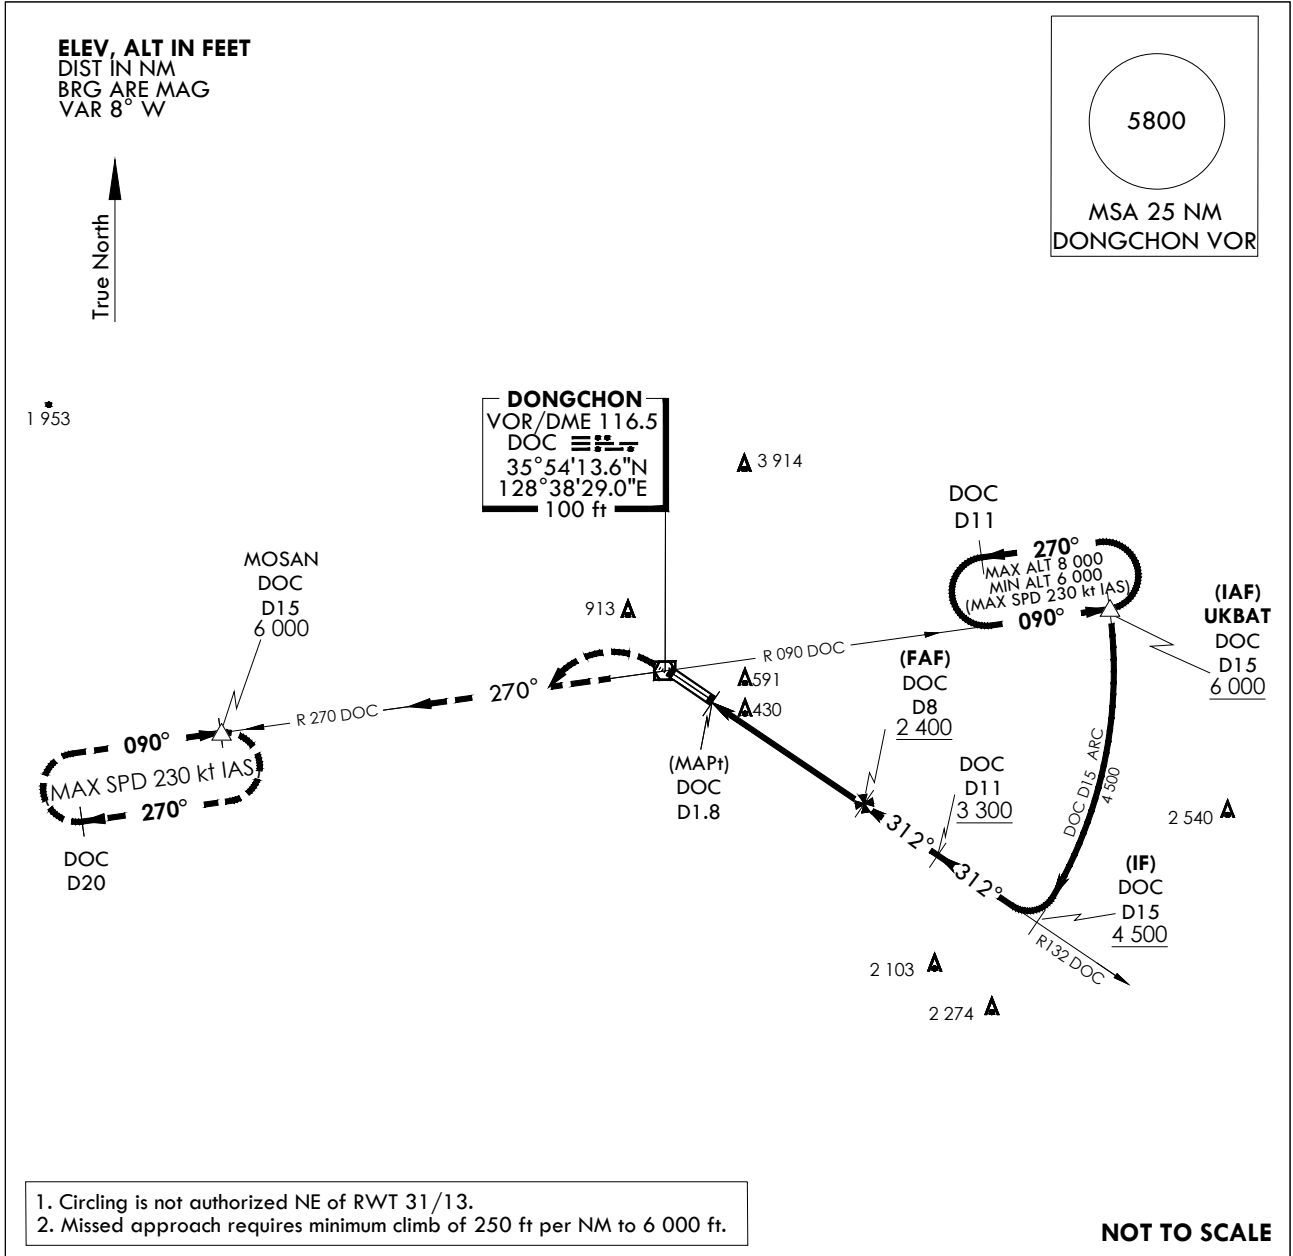 ELEV, ALT IN FEET
DIST IN NM
BRG ARE MAG
VAR 8° W
True North
5800
MSA 25 NM
DONGCHON VOR
1 953
DONGCHON
VOR/DME 116.5
DOC
35°54'13.6"N
128°38'29.0"E
100 ft
3 914
DOC
D11
270°
MAX ALT 8 000
MIN ALT 6 000
(MAX SPD 230 kt IAS)
090°
(IAF)
UKBAT
DOC
D15
6 000
MOSAN
DOC
D15
6 000
913
R 090 DOC
591
430
(FAF)
DOC
D8
2 400
270°
R 270 DOC
090°
MAX SPD 230 kt IAS
270°
DOC
D20
(MAPt)
DOC
D1.8
DOC
D11
3 300
DOC D15 ARC
4 500
2 540
312°
312°
(IF)
DOC
D15
4 500
R132 DOC
2 103
2 274
1. Circling is not authorized NE of RWT 31/13.
2. Missed approach requires minimum climb of 250 ft per NM to 6 000 ft.
NOT TO SCALE